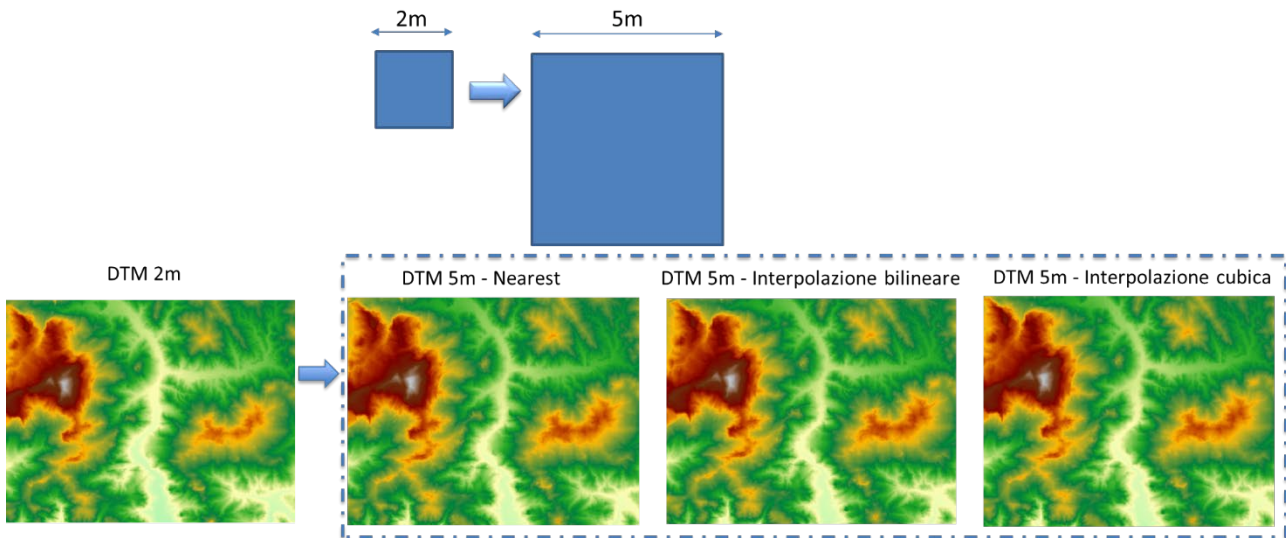 2m
5m
DTM 2m
DTM 5m - Nearest
DTM 5m - Interpolazione bilineare
DTM 5m - Interpolazione cubica